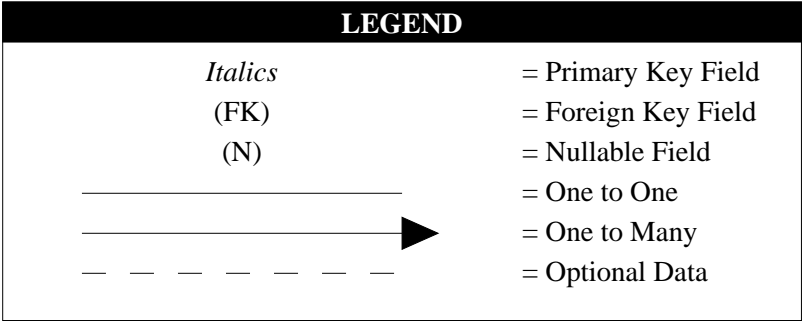 LEGEND
Italics = Primary Key Field
(FK) = Foreign Key Field
(N) = Nullable Field
= One to One
= One to Many
= Optional Data